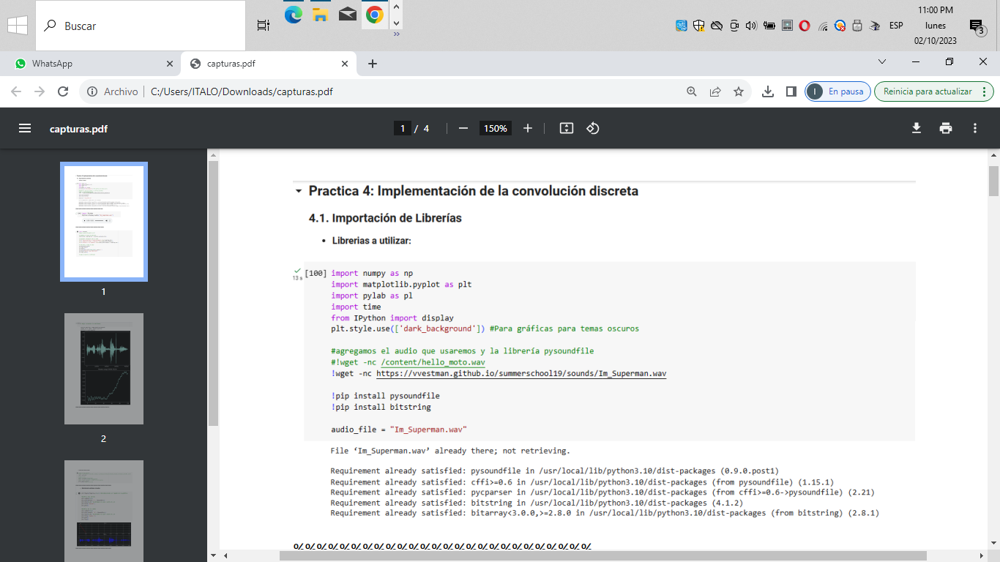 Buscar
11:00 PM
ESP
lunes
02/10/2023
3
WhatsApp
capturas.pdf
Archivo
C:/Users/ITALO/Downloads/capturas.pdf
I
En pausa
Reinicia para actualizar
capturas.pdf
1 / 4
150%
1
2
Practica 4: Implementación de la convolución discreta
4.1. Importación de Librerías
• Librerias a utilizar:
13 s
[100] import numpy as np
import matplotlib.pyplot as plt
import pylab as pl
import time
from IPython import display
plt.style.use(['dark_background']) #Para gráficas para temas oscuros
#agregamos el audio que usaremos y la librería pysoundfile
#!wget -nc /content/hello_moto.wav
!wget -nc https://vvestman.github.io/summerschool19/sounds/Im_Superman.wav
!pip install pysoundfile
!pip install bitstring
audio_file = "Im_Superman.wav"
File ‘Im_Superman.wav’ already there; not retrieving.
Requirement already satisfied: pysoundfile in /usr/local/lib/python3.10/dist-packages (0.9.0.post1)
Requirement already satisfied: cffi>=0.6 in /usr/local/lib/python3.10/dist-packages (from pysoundfile) (1.15.1)
Requirement already satisfied: pycparser in /usr/local/lib/python3.10/dist-packages (from cffi>=0.6->pysoundfile) (2.21)
Requirement already satisfied: bitstring in /usr/local/lib/python3.10/dist-packages (4.1.2)
Requirement already satisfied: bitarray<3.0.0,>=2.8.0 in /usr/local/lib/python3.10/dist-packages (from bitstring) (2.8.1)